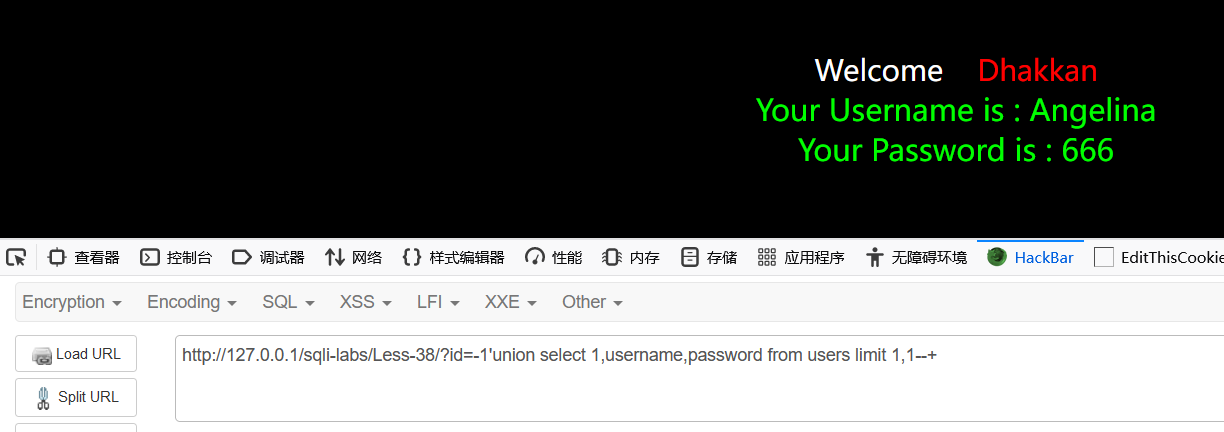 Welcome Dhakkan
Your Username is : Angelina
Your Password is : 666
查看器 控制台 调试器 网络 样式编辑器 性能 内存 存储 应用程序 无障碍环境 HackBar EditThisCookie
Encryption Encoding SQL XSS LFI XXE Other
Load URL http://127.0.0.1/sqli-labs/Less-38/?id=-1'union select 1,username,password from users limit 1,1--+
Split URL